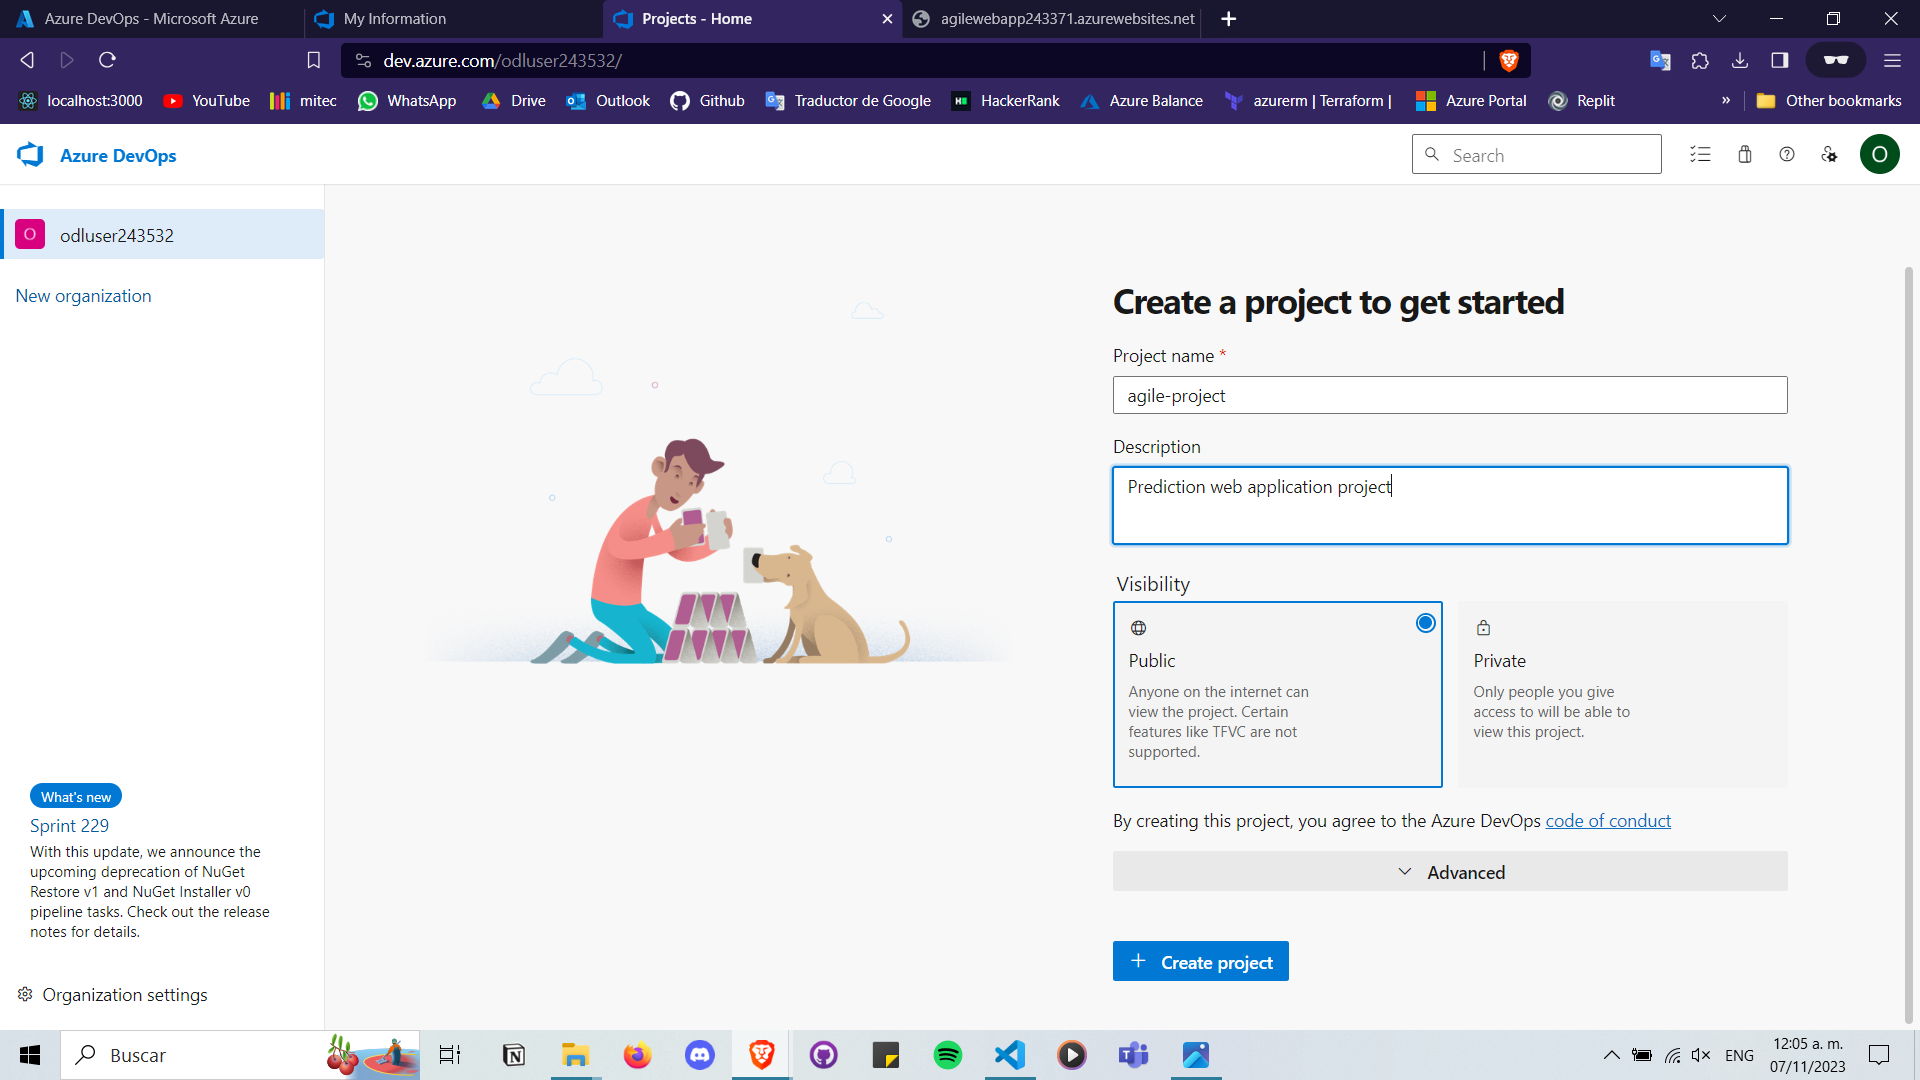 Azure DevOps - Microsoft Azure
My Information
Projects - Home
agilewebapp243371.azurewebsites.net
dev.azure.com/odluser243532/
localhost:3000
YouTube
mitec
WhatsApp
Drive
Outlook
Github
Traductor de Google
HackerRank
Azure Balance
azurerm | Terraform |
Azure Portal
Replit
»
Other bookmarks
Azure DevOps
Search
O
O
odluser243532
New organization
Create a project to get started
Project name *
agile-project
Description
Prediction web application project
Visibility
Public
Anyone on the internet can
view the project. Certain
features like TFVC are not
supported.
Private
Only people you give
access to will be able to
view this project.
By creating this project, you agree to the Azure DevOps code of conduct
Advanced
Create project
What's new
Sprint 229
With this update, we announce the
upcoming deprecation of NuGet
Restore v1 and NuGet Installer v0
pipeline tasks. Check out the release
notes for details.
Organization settings
Buscar
ENG
12:05 a. m.
07/11/2023